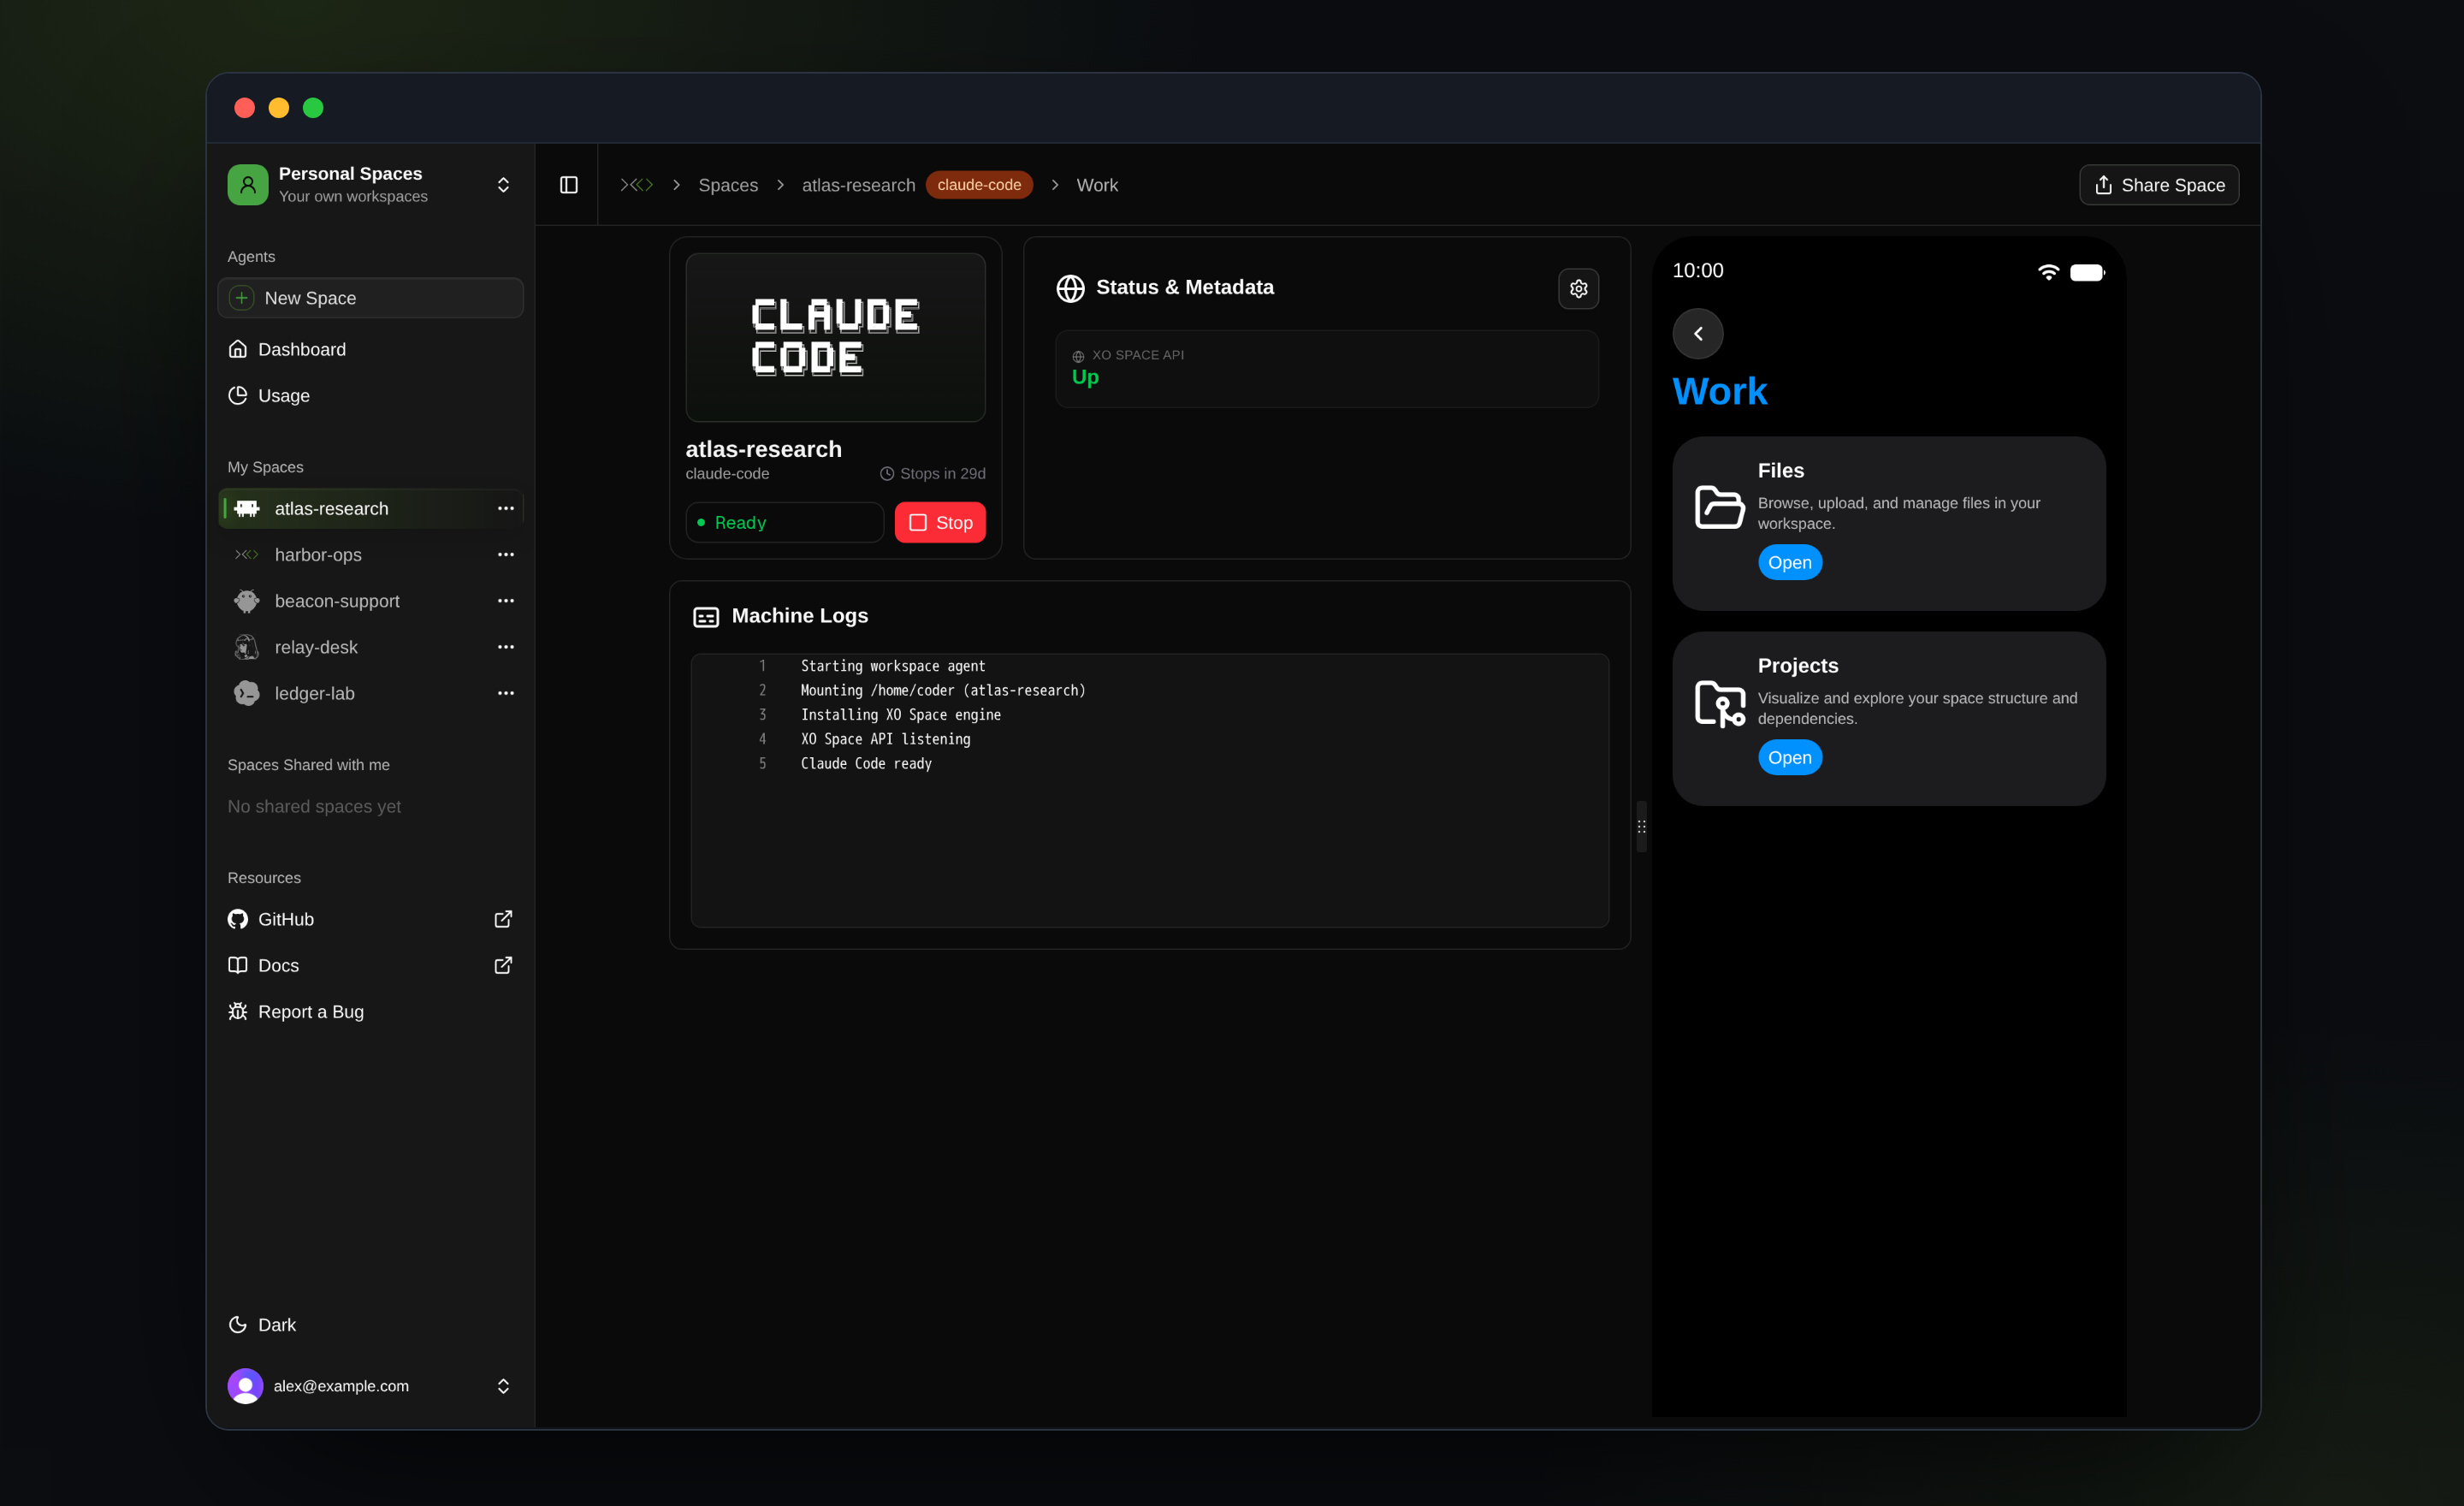 Personal Spaces
Your own workspaces
Agents
New Space
Dashboard
Usage
My Spaces
atlas-research
harbor-ops
beacon-support
relay-desk
ledger-lab
Spaces Shared with me
No shared spaces yet
Resources
GitHub
Docs
Report a Bug
Dark
alex@example.com
Spaces
atlas-research
claude-code
Work
Share Space
CLAUDE
CODE
atlas-research
claude-code
Stops in 29d
Ready
Stop
Status & Metadata
XO SPACE API
Up
Machine Logs
1 Starting workspace agent
2 Mounting /home/coder (atlas-research)
3 Installing XO Space engine
4 XO Space API listening
5 Claude Code ready
10:00
Work
Files
Browse, upload, and manage files in your
workspace.
Open
Projects
Visualize and explore your space structure and
dependencies.
Open